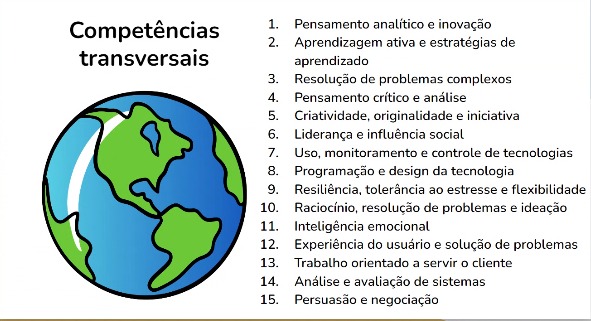 Competências
transversais
1. Pensamento analítico e inovação
2. Aprendizagem ativa e estratégias de
aprendizado
3. Resolução de problemas complexos
4. Pensamento crítico e análise
5. Criatividade, originalidade e iniciativa
6. Liderança e influência social
7. Uso, monitoramento e controle de tecnologias
8. Programação e design da tecnologia
9. Resiliência, tolerância ao estresse e flexibilidade
10. Raciocínio, resolução de problemas e ideação
11. Inteligência emocional
12. Experiência do usuário e solução de problemas
13. Trabalho orientado a servir o cliente
14. Análise e avaliação de sistemas
15. Persuasão e negociação